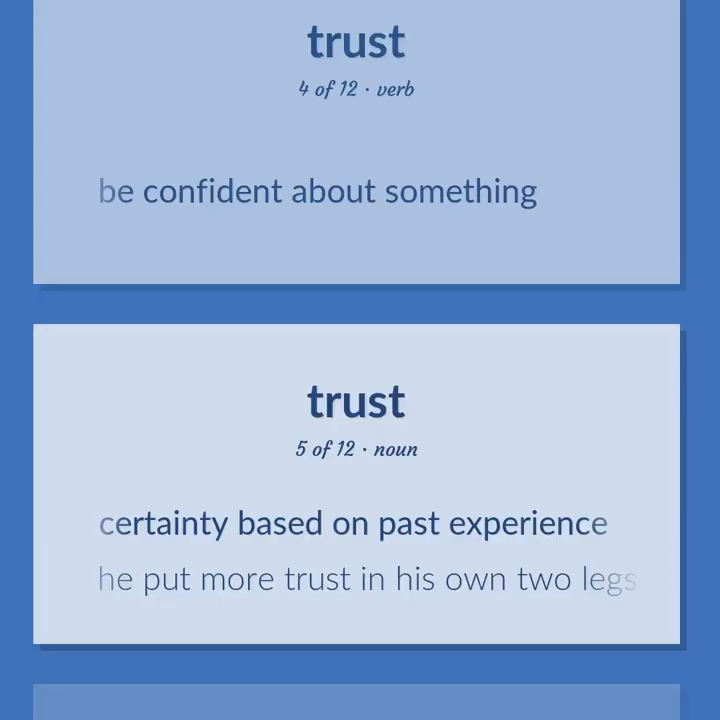 trust
4 of 12 · verb
be confident about something
trust
5 of 12 · noun
certainty based on past experience
he put more trust in his own two legs